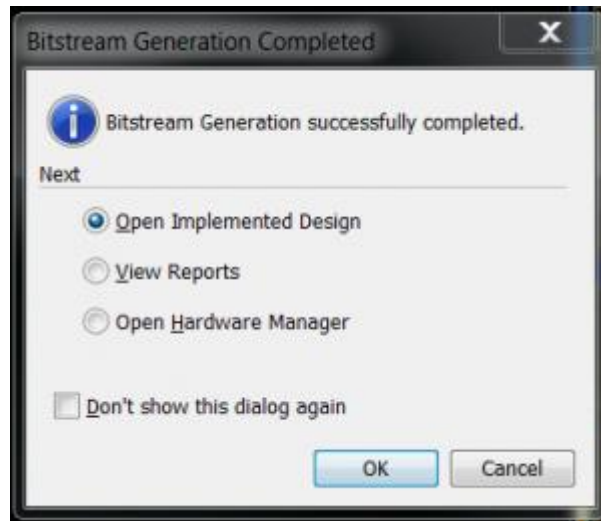 Bitstream Generation Completed
X
Bitstream Generation successfully completed.
Next
Open Implemented Design
View Reports
Open Hardware Manager
Don't show this dialog again
OK
Cancel